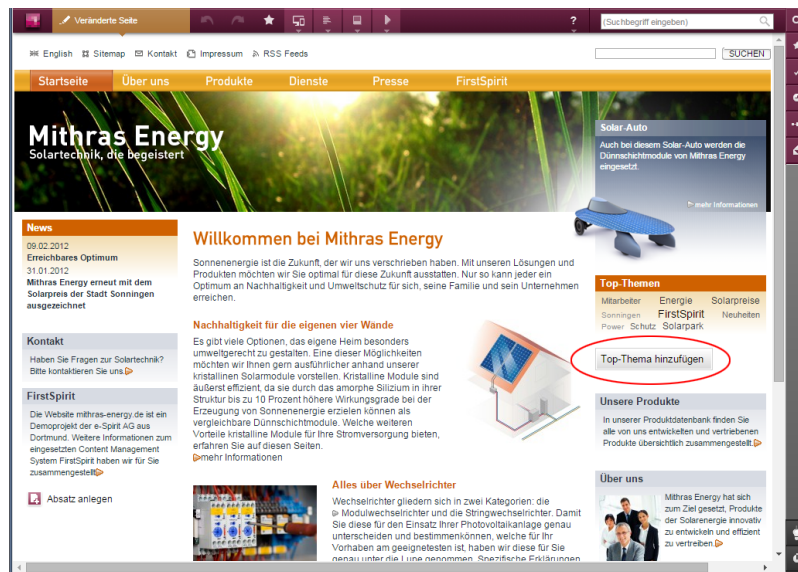 Veränderte Seite
?
(Suchbegriff eingeben)
English Sitemap Kontakt Impressum RSS Feeds
SUCHEN
Startseite Über uns Produkte Dienste Presse FirstSpirit
Mithras Energy
Solartechnik, die begeistert
Solar-Auto
Auch bei diesem Solar-Auto werden die
Dünnschichtmodule von Mithras Energy
eingesetzt.
mehr Informationen
News
09.02.2012
Erreichbares Optimum
31.01.2012
Mithras Energy erneut mit dem
Solarpreis der Stadt Sonningen
ausgezeichnet
Kontakt
Haben Sie Fragen zur Solartechnik?
Bitte kontaktieren Sie uns.
FirstSpirit
Die Website mithras-energy.de ist ein
Demoprojekt der e-Spirit AG aus
Dortmund. Weitere Informationen zum
eingesetzten Content Management
System FirstSpirit haben wir für Sie
zusammengestellt
Absatz anlegen
Willkommen bei Mithras Energy
Sonnenenergie ist die Zukunft, der wir uns verschrieben haben. Mit unseren Lösungen und
Produkten möchten wir Sie optimal für diese Zukunft ausstatten. Nur so kann jeder ein
Optimum an Nachhaltigkeit und Umweltschutz für sich, seine Familie und sein Unternehmen
erreichen.
Nachhaltigkeit für die eigenen vier Wände
Es gibt viele Optionen, das eigene Heim besonders
umweltgerecht zu gestalten. Eine dieser Möglichkeiten
möchten wir Ihnen gern ausführlicher anhand unserer
kristallinen Solarmodule vorstellen. Kristalline Module sind
äußerst effizient, da sie durch das amorphe Silizium in ihrer
Struktur bis zu 10 Prozent höhere Wirkungsgrade bei der
Erzeugung von Sonnenenergie erzielen können als
vergleichbare Dünnschichtmodule. Welche weiteren
Vorteile kristalline Module für Ihre Stromversorgung bieten,
erfahren Sie auf diesen Seiten.
mehr Informationen
Alles über Wechselrichter
Wechselrichter gliedern sich in zwei Kategorien: die
Modulwechselrichter und die Stringwechselrichter. Damit
Sie diese für den Einsatz Ihrer Photovoltaikanlage genau
unterscheiden und bestimmenkönnen, welche für Ihr
Vorhaben am geeignetesten ist, haben wir diese für Sie
genau unter die Lupe genommen. Spezifische Erklärungen
Top-Themen
Mitarbeiter Energie Solarpreise
Sonningen FirstSpirit Neuheiten
Power Schutz Solarpark
Top-Thema hinzufügen
Unsere Produkte
In unserer Produktdatenbank finden Sie
alle von uns entwickelten und vertriebenen
Produkte übersichtlich zusammengestellt.
Über uns
Mithras Energy hat sich
zum Ziel gesetzt, Produkte
der Solarenergie innovativ
zu entwickeln und effizient
zu vertreiben.